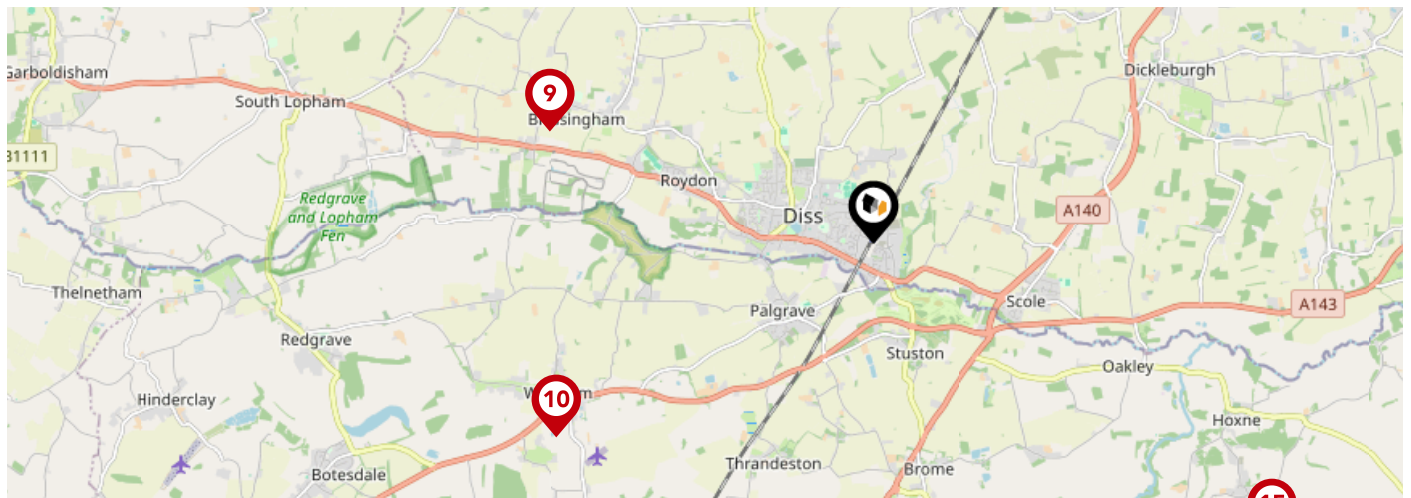 Garboldisham
South Lopham
9
Dickleburgh
Roydon
Redgrave
and Lopham
Fen
Diss
A140
Thelnetham
Palgrave
Scole
A143
Redgrave
Stuston
Oakley
Hinderclay
10
Hoxne
Botesdale
Thrandeston
Brome